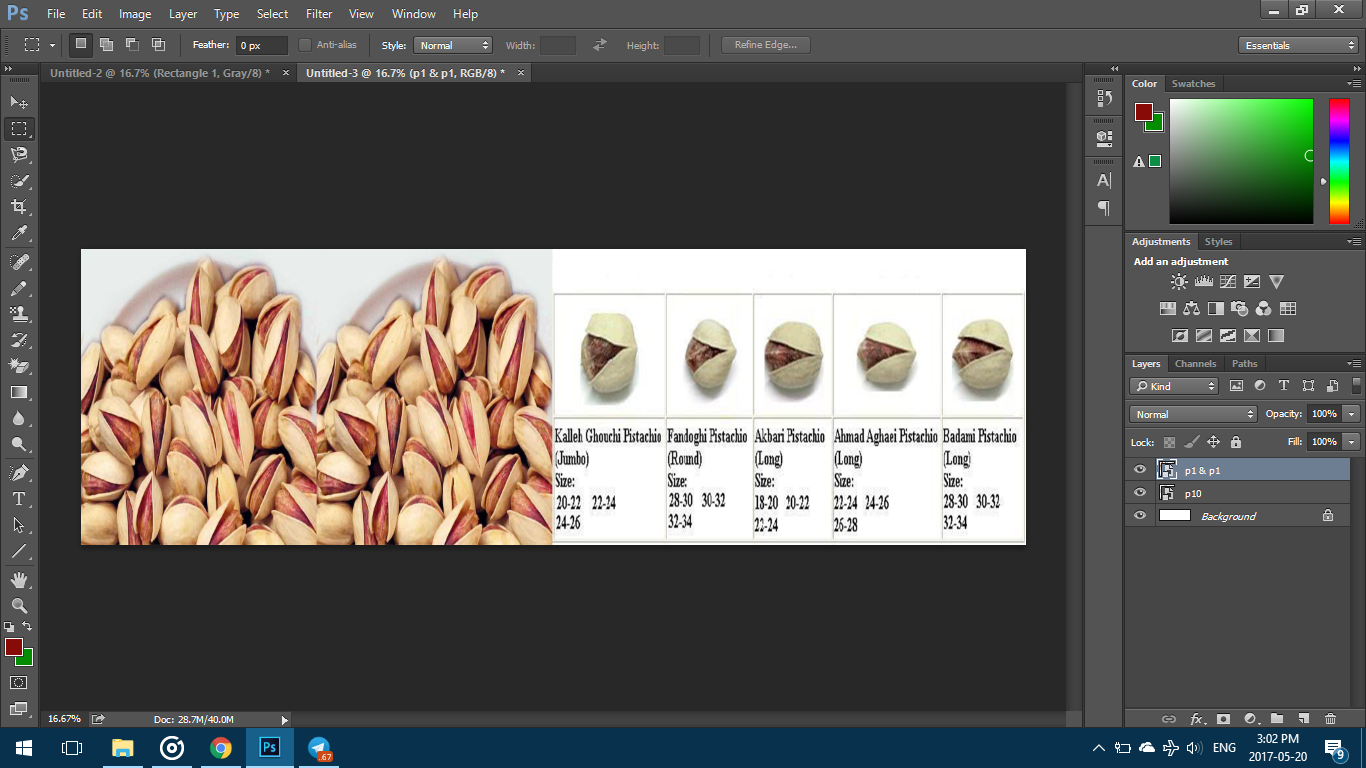 Ps File Edit Image Layer Type Select Filter View Window Help
Feather: 0 px Anti-alias Style: Normal Width: Height: Refine Edge... Essentials
Untitled-2 @ 16.7% (Rectangle 1, Gray/8) * × Untitled-3 @ 16.7% (p1 & p1, RGB/8) * ×
Color Swatches
Adjustments Styles
Add an adjustment
Layers Channels Paths
Kind
Normal Opacity: 100%
Lock: Fill: 100%
p1 & p1
p10
Background
Kalleh Ghouchi Pistachio
(Jumbo)
Size:
20-22 22-24
24-26
Fandoghi Pistachio
(Round)
Size:
28-30 30-32
32-34
Akbari Pistachio
(Long)
Size:
18-20 20-22
22-24
Ahmad Aghaei Pistachio
(Long)
Size:
22-24 24-26
26-28
Badami Pistachio
(Long)
Size:
28-30 30-32
32-34
16.67% Doc: 28.7M/40.0M
fx
Ps .67 ENG 3:02 PM
2017-05-20 9